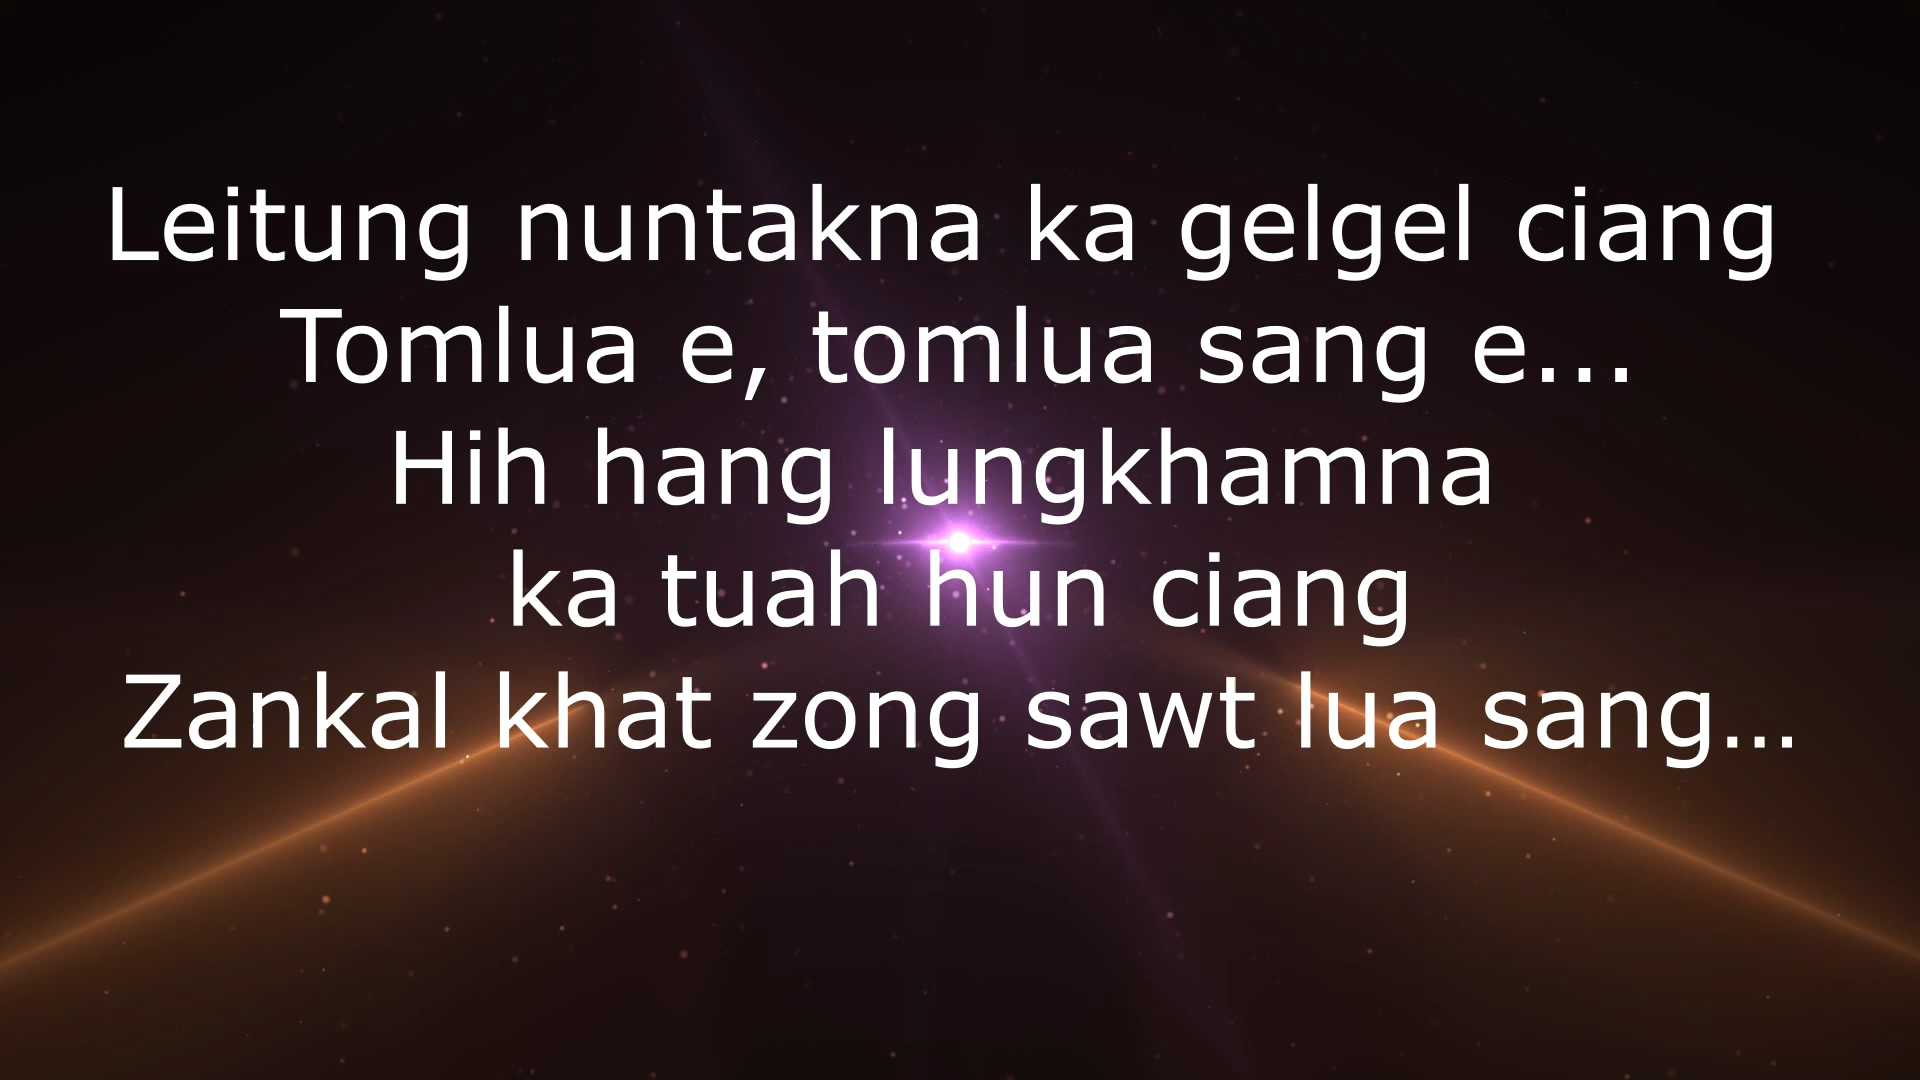 Leitung nuntakna ka gelgel ciang
Tomlua e, tomlua sang e...
Hih hang lungkhamna
ka tuah hun ciang
Zankal khat zong sawt lua sang...